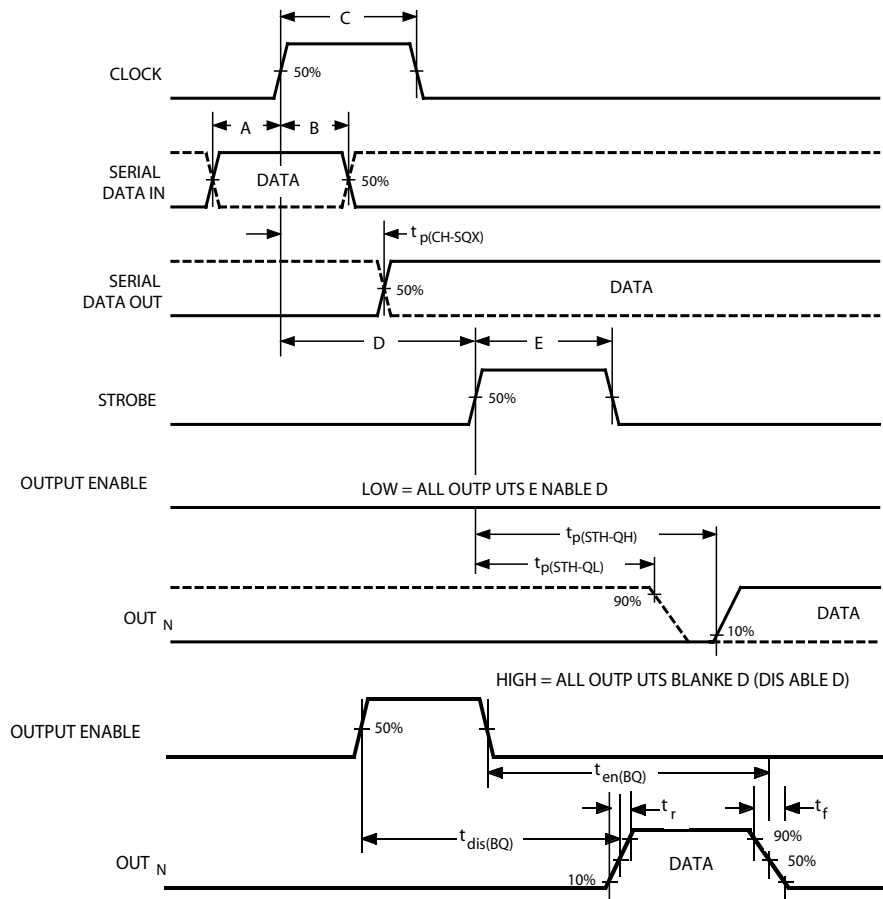 C
CLOCK
50%
A
B
SERIAL
DATA IN
DATA
50%
t p(CH-SQX)
SERIAL
DATA OUT
50%
DATA
D
E
STROBE
50%
OUTPUT ENABLE
LOW = ALL OUTP UTS E NABLE D
t p(STH-QH)
t p(STH-QL)
90%
OUT N
DATA
10%
HIGH = ALL OUTP UTS BLANKE D (DIS ABLE D)
OUTPUT ENABLE
50%
t en(BQ)
t r
t f
t dis(BQ)
90%
OUT N
DATA
50%
10%